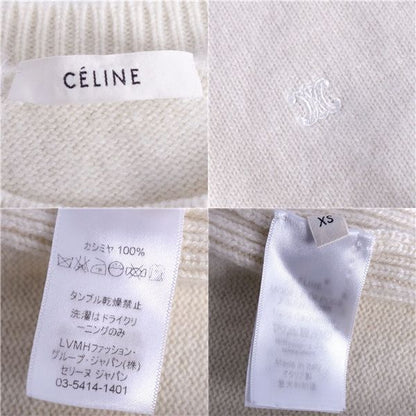 CÉLINE
カシミヤ 100%
タンブル乾燥禁止
洗濯はドライクリ
ーニングのみ
LVMHファッション・
グループ・ジャパン(株)
セリーヌ ジャパン
03-5414-1401
XS